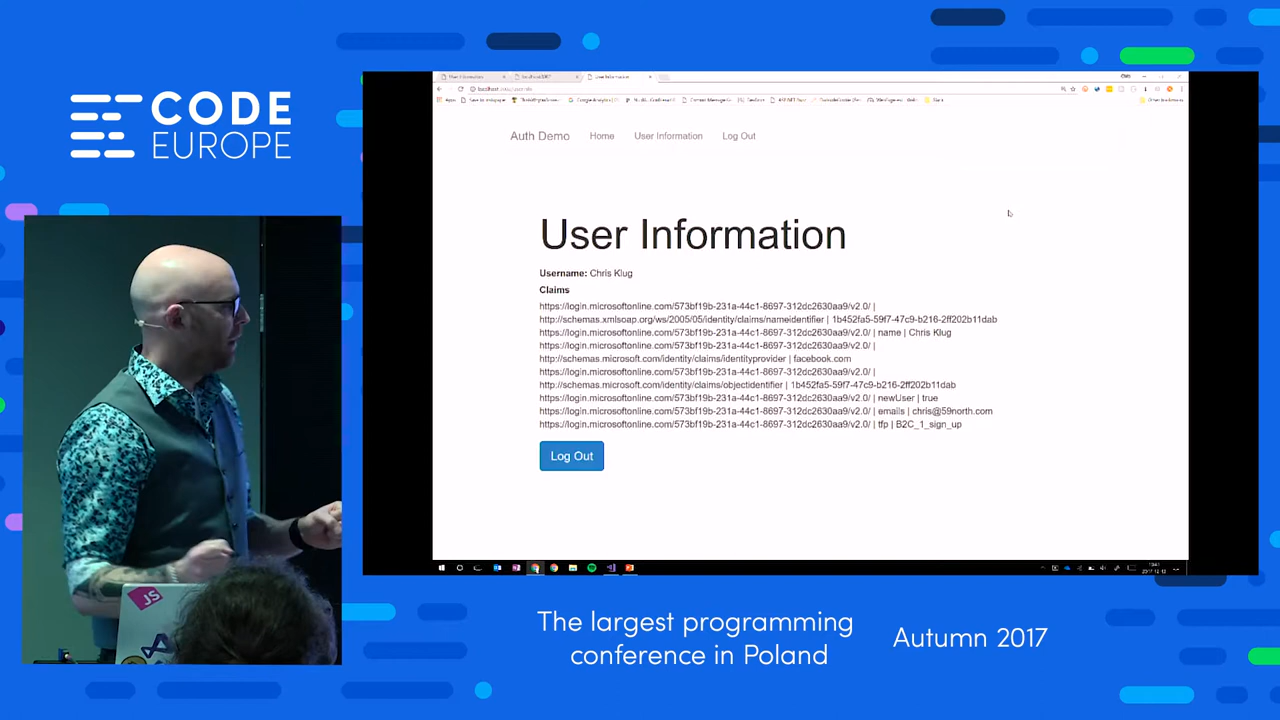 CODE
EUROPE
Auth Demo Home User Information Log Out
User Information
Username: Chris Klug
Claims
https://login.microsoftonline.com/573bf19b-231a-44c1-8697-312dc2630aa9/v2.0/ |
http://schemas.xmlsoap.org/ws/2005/05/identity/claims/nameidentifier | 1b452fa5-59f7-47c9-b216-2ff202b11dab
https://login.microsoftonline.com/573bf19b-231a-44c1-8697-312dc2630aa9/v2.0/ | name | Chris Klug
https://login.microsoftonline.com/573bf19b-231a-44c1-8697-312dc2630aa9/v2.0/ |
http://schemas.microsoft.com/identity/claims/identityprovider | facebook.com
https://login.microsoftonline.com/573bf19b-231a-44c1-8697-312dc2630aa9/v2.0/ |
http://schemas.microsoft.com/identity/claims/objectidentifier | 1b452fa5-59f7-47c9-b216-2ff202b11dab
https://login.microsoftonline.com/573bf19b-231a-44c1-8697-312dc2630aa9/v2.0/ | newUser | true
https://login.microsoftonline.com/573bf19b-231a-44c1-8697-312dc2630aa9/v2.0/ | emails | chris@59north.com
https://login.microsoftonline.com/573bf19b-231a-44c1-8697-312dc2630aa9/v2.0/ | tfp | B2C_1_sign_up
Log Out
JS
The largest programming
conference in Poland
Autumn 2017